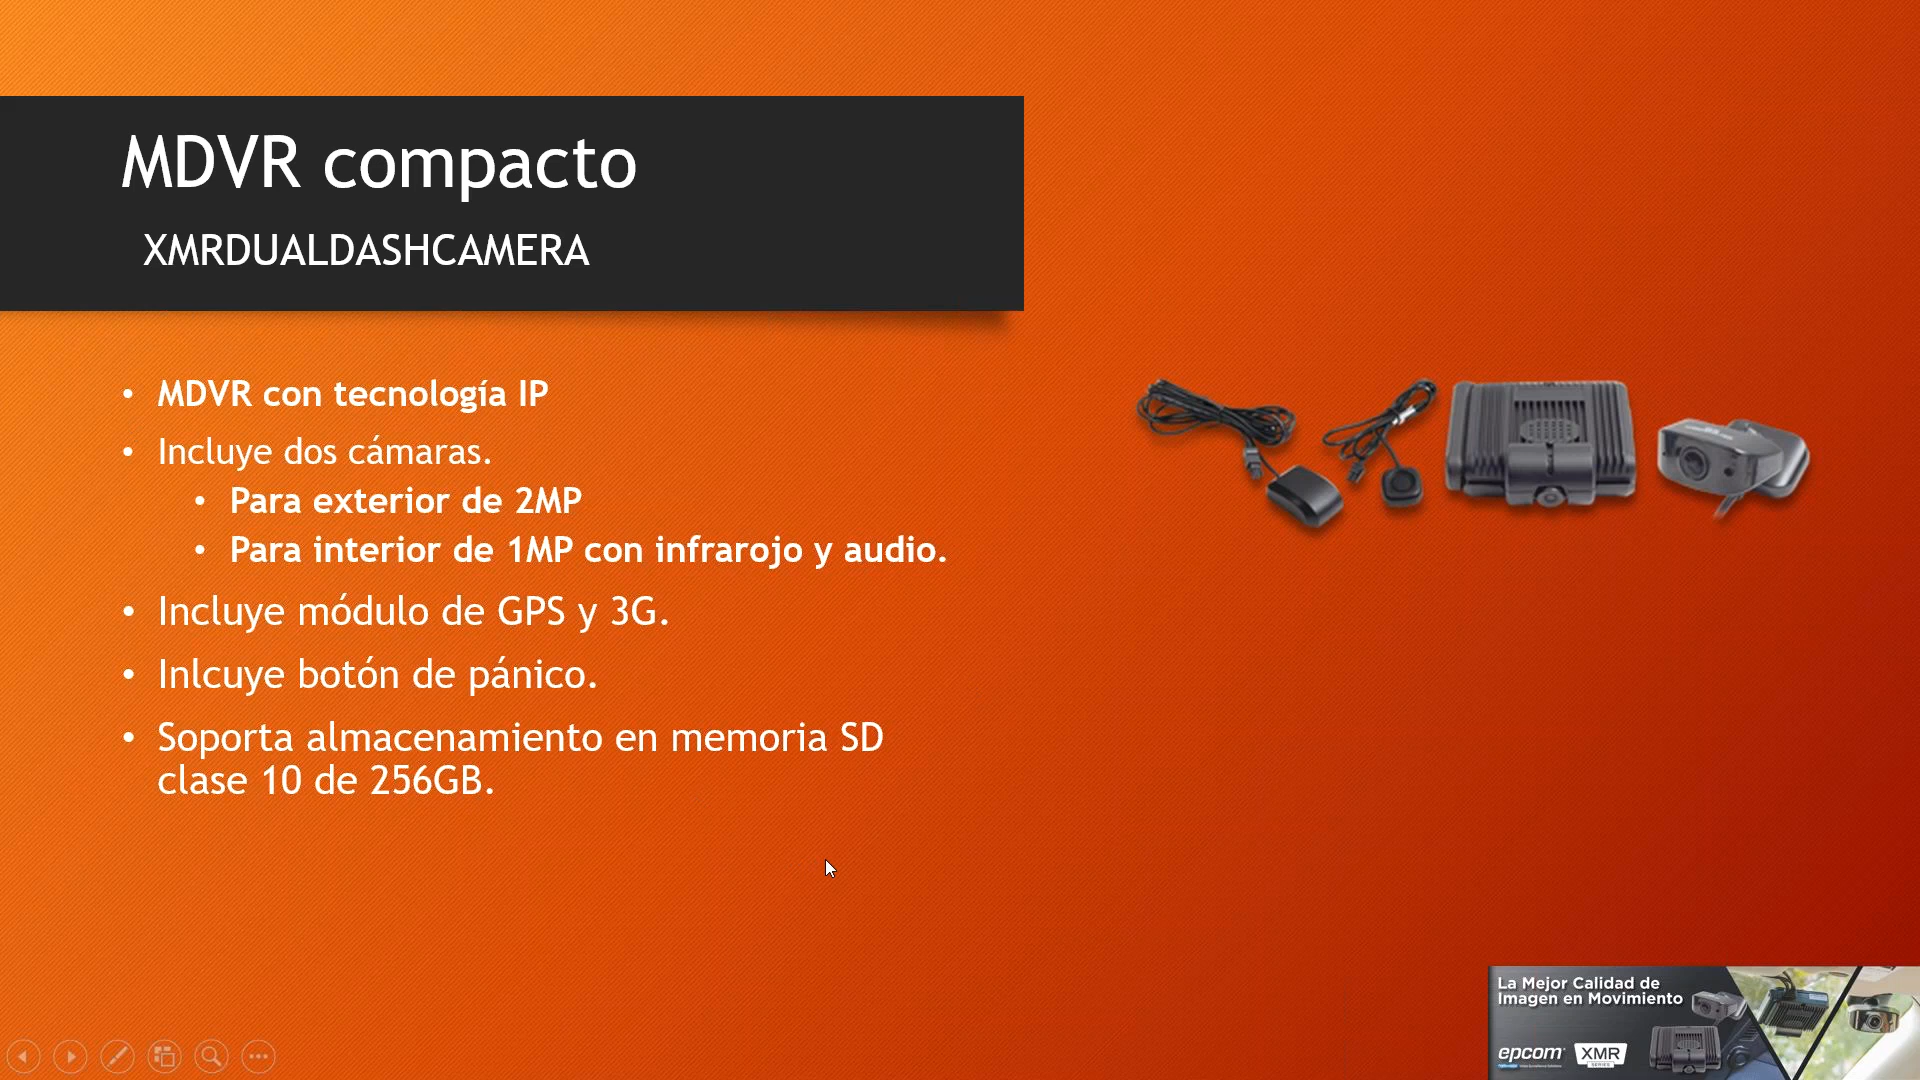 MDVR compacto
XMRDUALDASHCAMERA
• MDVR con tecnología IP
• Incluye dos cámaras.
• Para exterior de 2MP
• Para interior de 1MP con infrarojo y audio.
• Incluye módulo de GPS y 3G.
• Inlcuye botón de pánico.
• Soporta almacenamiento en memoria SD
clase 10 de 256GB.
La Mejor Calidad de
Imagen en Movimiento
epcom XMR
SERIES